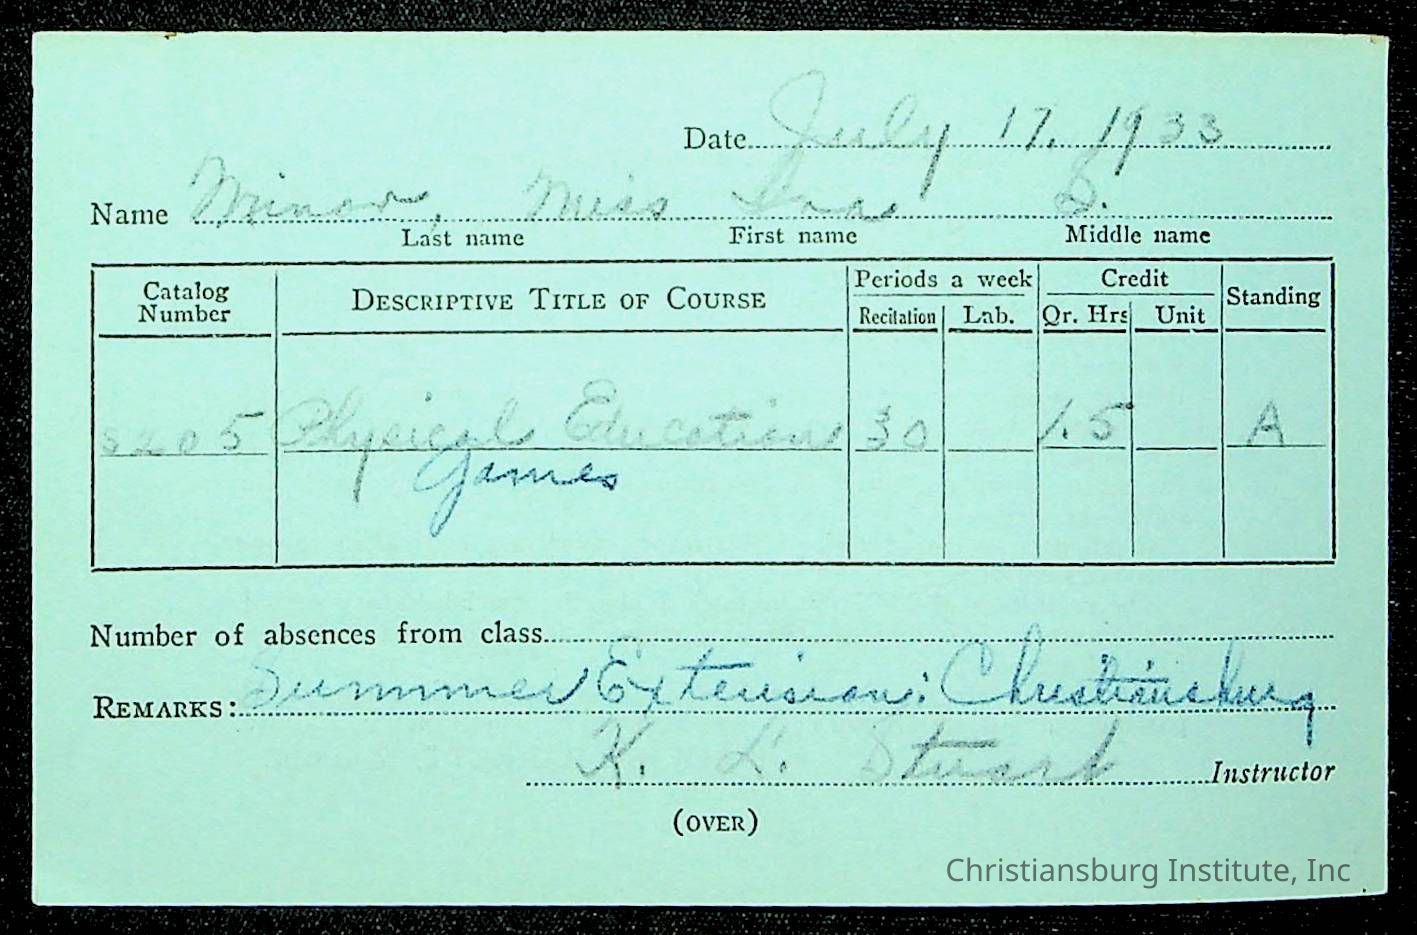 Date July 17, 1933
Name Minor, Miss Ina S.
Last name First name Middle name
Catalog Number DESCRIPTIVE TITLE OF COURSE Periods a week Credit Standing
Recitation Lab. Qr. Hrs Unit
S205 Physical Education 30 1.5 A
Games
Number of absences from class
REMARKS: Summer Extension: Christiansburg
K. L. Stuart Instructor
(OVER)
Christiansburg Institute, Inc